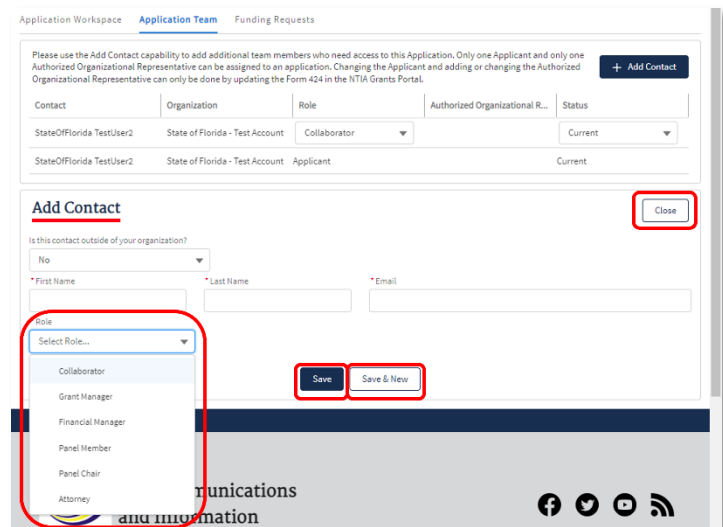 Application Workspace Application Team Funding Requests
Please use the Add Contact capability to add additional team members who need access to this Application. Only one Applicant and only one
Authorized Organizational Representative can be assigned to an application. Changing the Applicant and adding or changing the Authorized
Organizational Representative can only be done by updating the Form 424 in the NTIA Grants Portal.
+ Add Contact
Contact Organization Role Authorized Organizational R... Status
StateOfFlorida TestUser2 State of Florida - Test Account Collaborator Current
StateOfFlorida TestUser2 State of Florida - Test Account Applicant Current
Add Contact
Close
Is this contact outside of your organization?
No
*First Name *Last Name *Email
Role
Select Role...
Collaborator
Grant Manager
Financial Manager
Panel Member
Panel Chair
Attorney
Save Save & New
munications
and Information